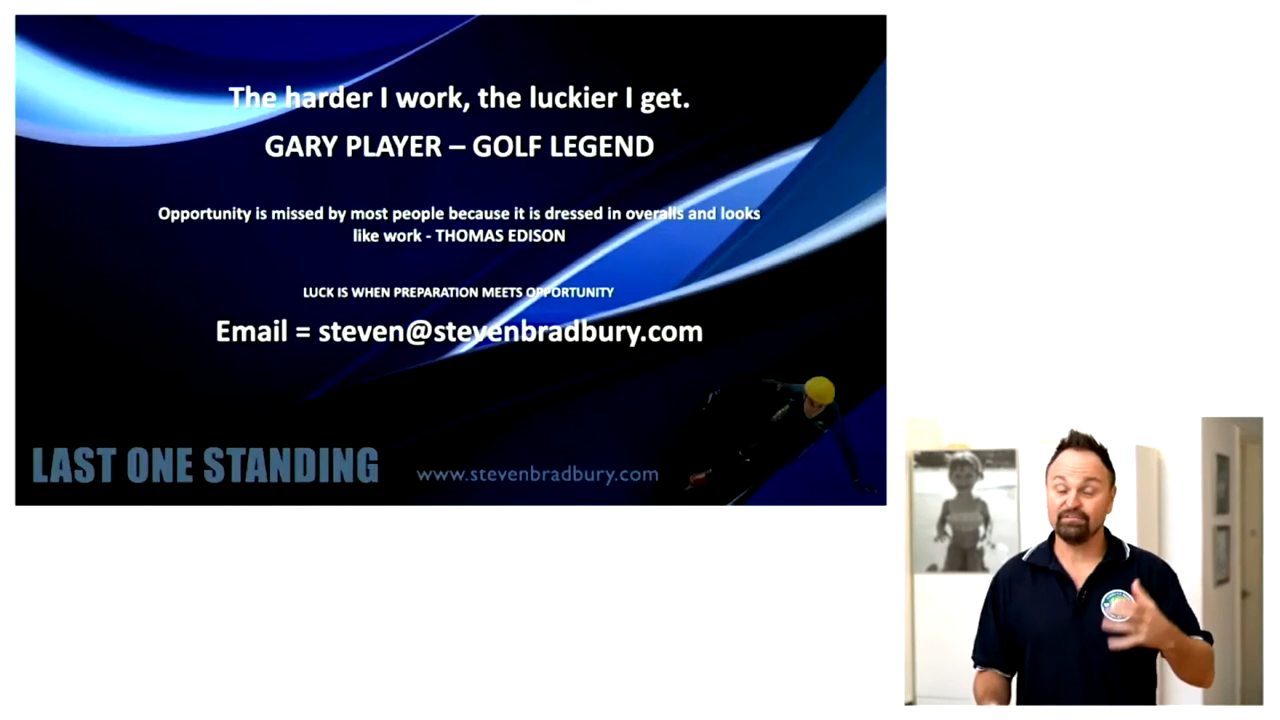 The harder I work, the luckier I get.
GARY PLAYER – GOLF LEGEND
Opportunity is missed by most people because it is dressed in overalls and looks
like work - THOMAS EDISON
LUCK IS WHEN PREPARATION MEETS OPPORTUNITY
Email = steven@stevenbradbury.com
LAST ONE STANDING
www.stevenbradbury.com